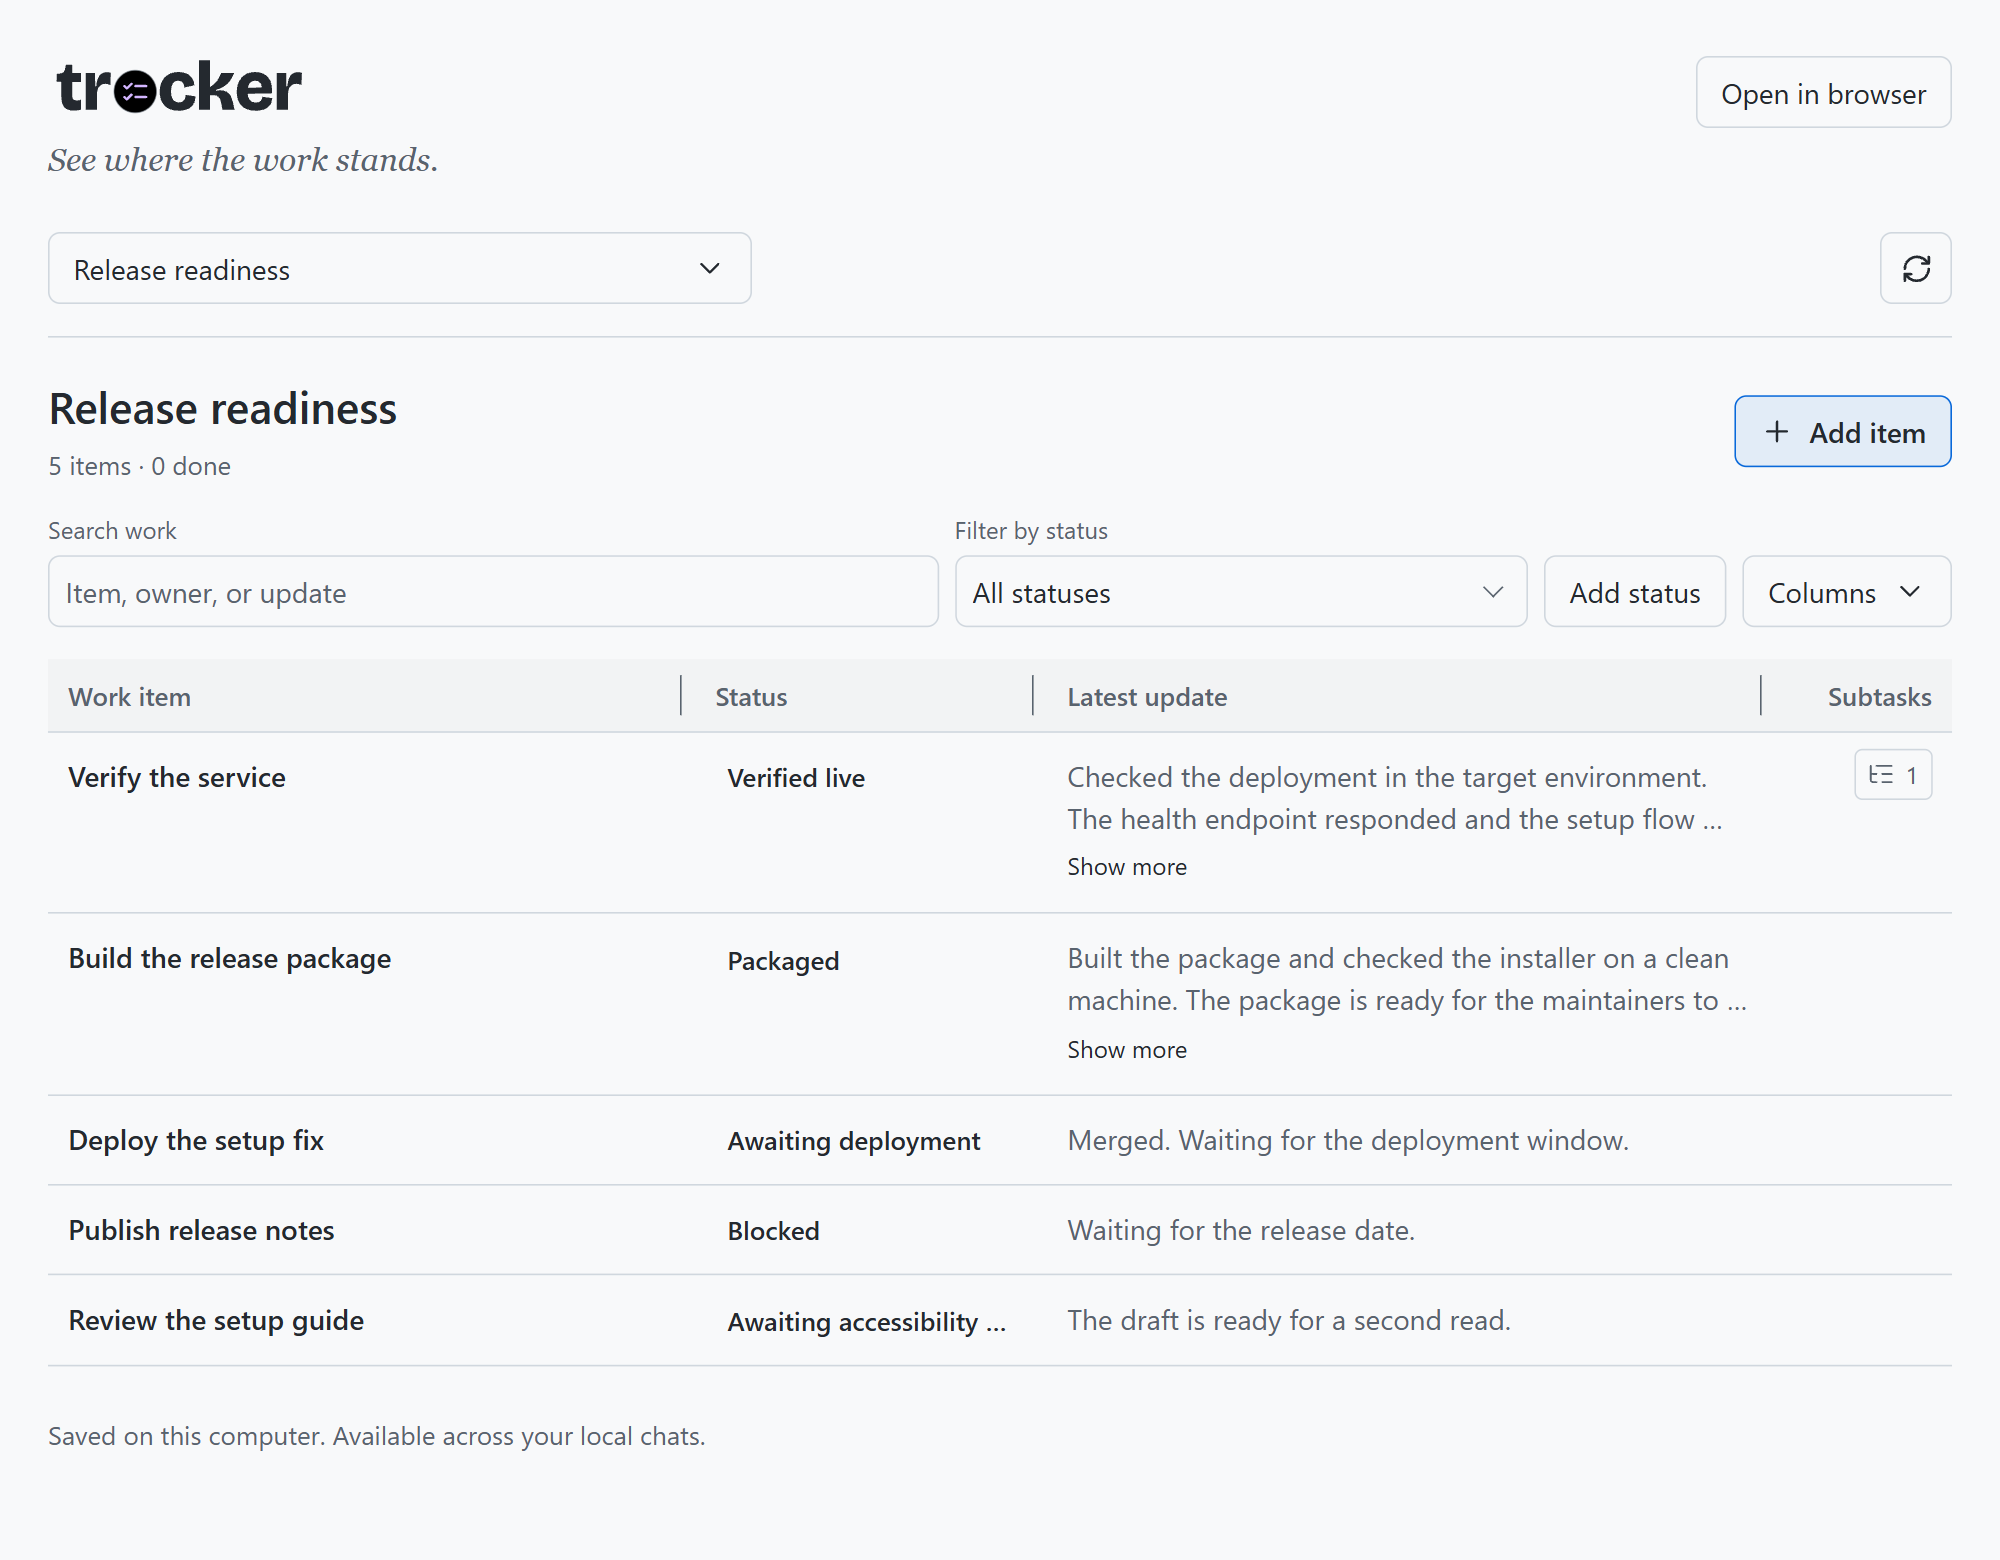 trocker
Open in browser
See where the work stands.
Release readiness
Release readiness
5 items · 0 done
+ Add item
Search work
Filter by status
Item, owner, or update
All statuses
Add status
Columns
Work item
Status
Latest update
Subtasks
Verify the service
Verified live
Checked the deployment in the target environment.
The health endpoint responded and the setup flow ...
Show more
1
Build the release package
Packaged
Built the package and checked the installer on a clean
machine. The package is ready for the maintainers to ...
Show more
Deploy the setup fix
Awaiting deployment
Merged. Waiting for the deployment window.
Publish release notes
Blocked
Waiting for the release date.
Review the setup guide
Awaiting accessibility ...
The draft is ready for a second read.
Saved on this computer. Available across your local chats.